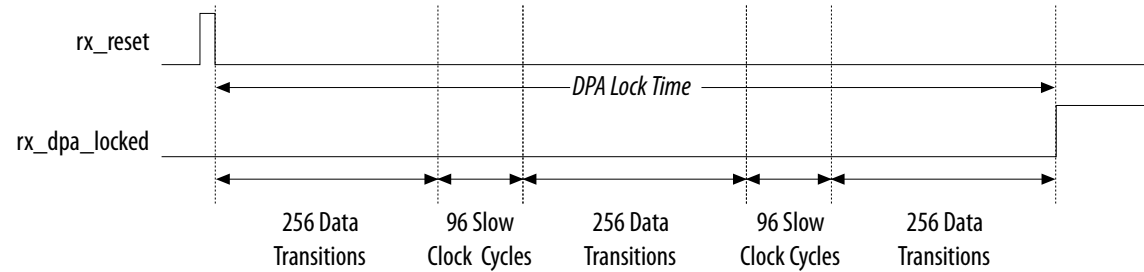 rx_reset
DPA Lock Time
rx_dpa_locked
256 Data
Transitions
96 Slow
Clock Cycles
256 Data
Transitions
96 Slow
Clock Cycles
256 Data
Transitions